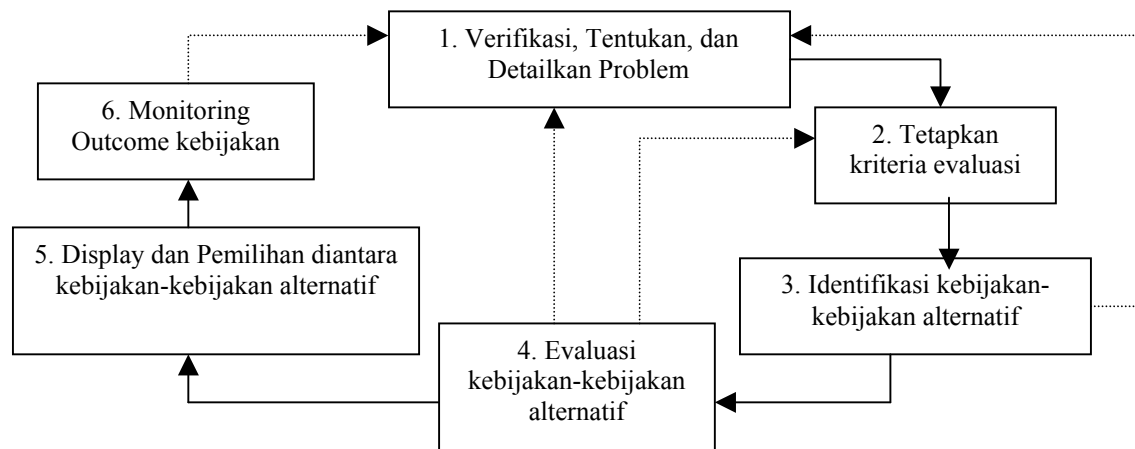 1. Verifikasi, Tentukan, dan
Detailkan Problem
2. Tetapkan
kriteria evaluasi
3. Identifikasi kebijakan-
kebijakan alternatif
4. Evaluasi
kebijakan-kebijakan
alternatif
5. Display dan Pemilihan diantara
kebijakan-kebijakan alternatif
6. Monitoring
Outcome kebijakan